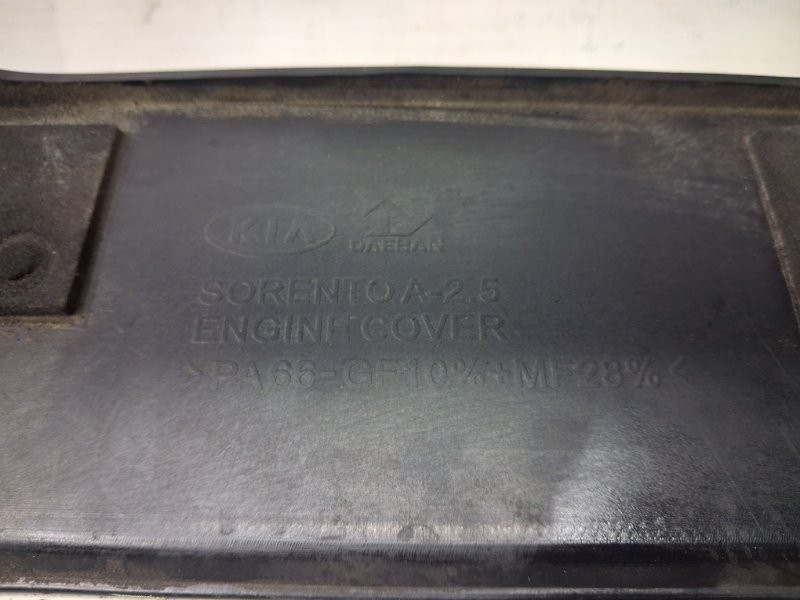 KIA DAEHAN
SORENTO A-2.5
ENGINE COVER
>PA66-GF10%+MF28%<